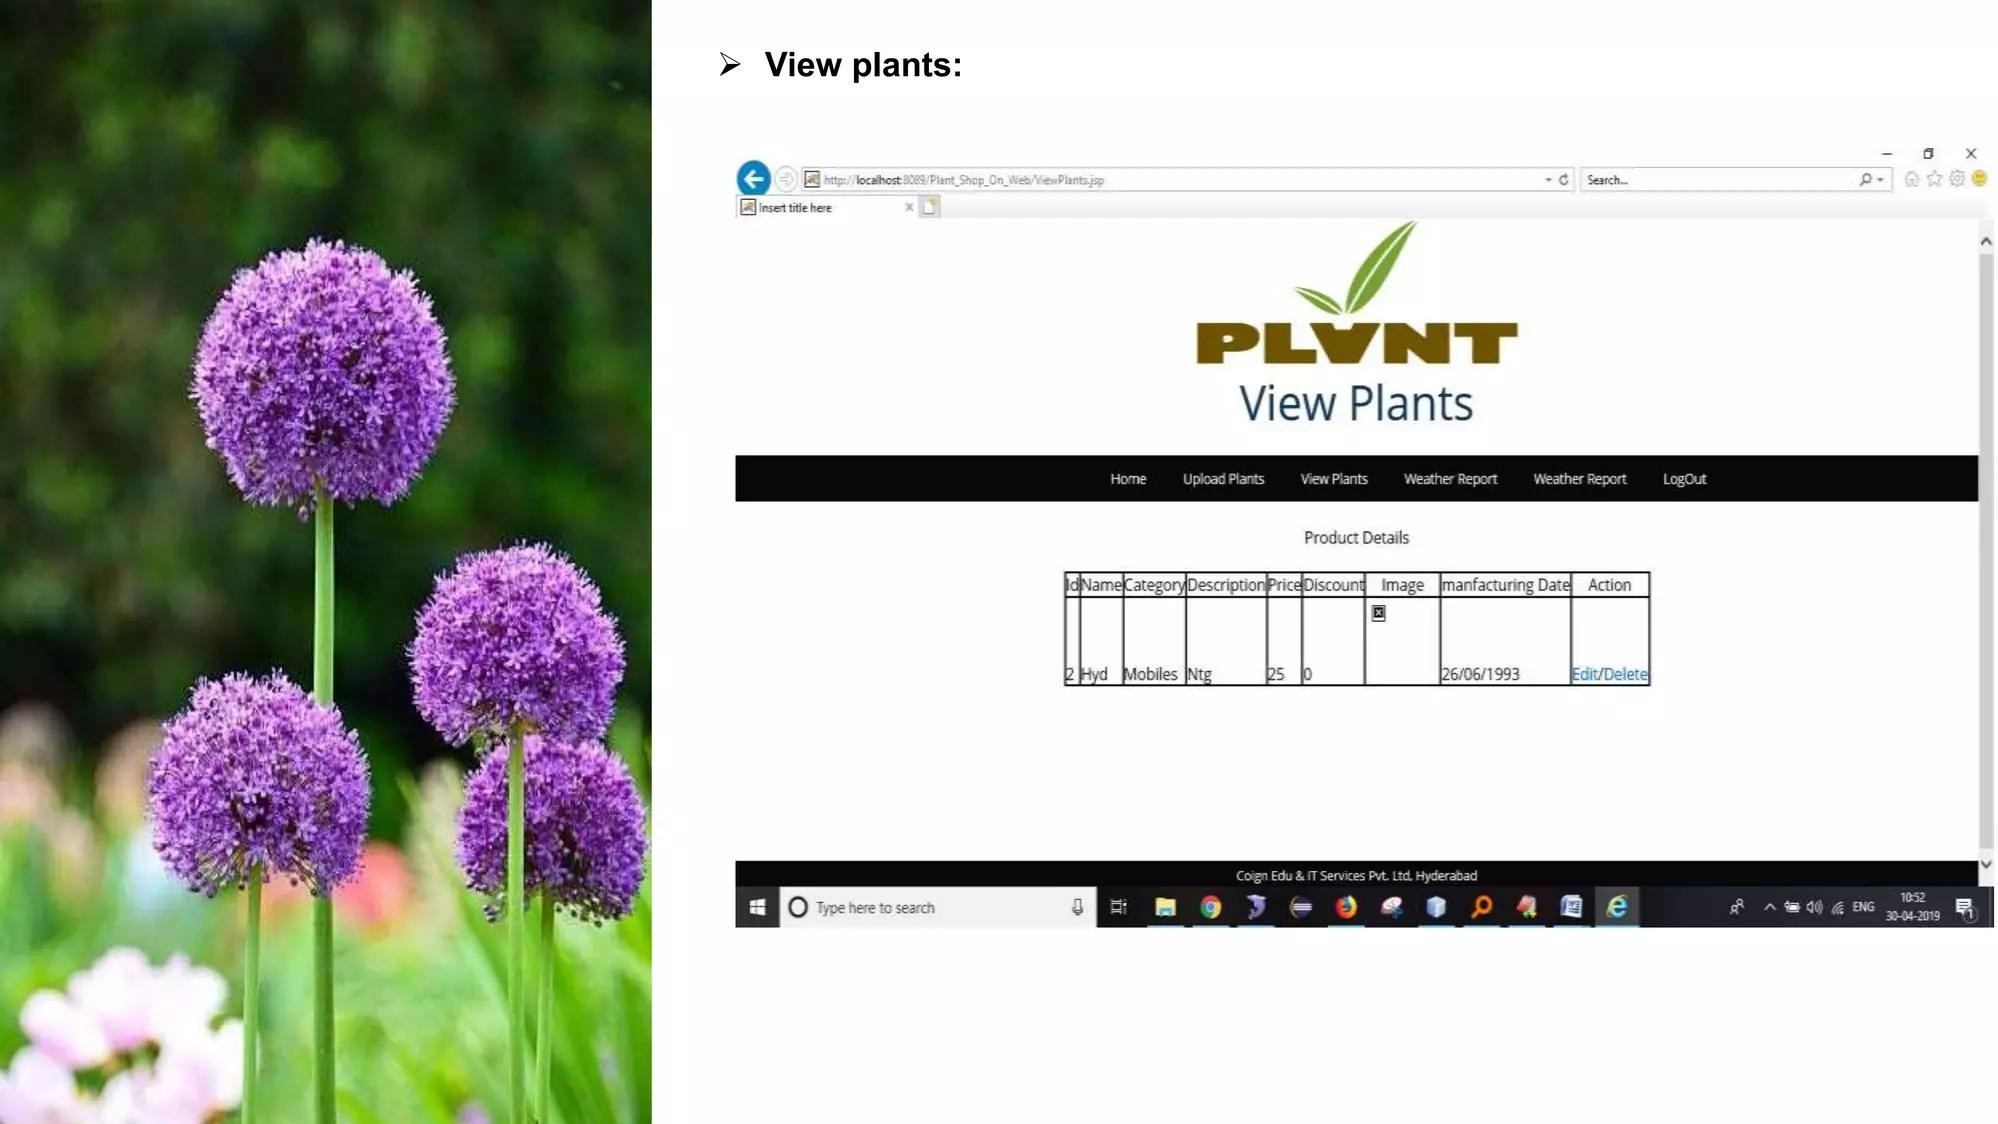 View plants:
http://localhost:8089/Plant_Shop_On_Web/ViewPlants.jsp
Search...
Insert title here
PLANT
View Plants
Home Upload Plants View Plants Weather Report Weather Report LogOut
Product Details
Id Name Category Description Price Discount Image manfacturing Date Action
2 Hyd Mobiles Ntg 25 0 26/06/1993 Edit/Delete
Coign Edu & IT Services Pvt. Ltd, Hyderabad
Type here to search
ENG
10:52
30-04-2019
1